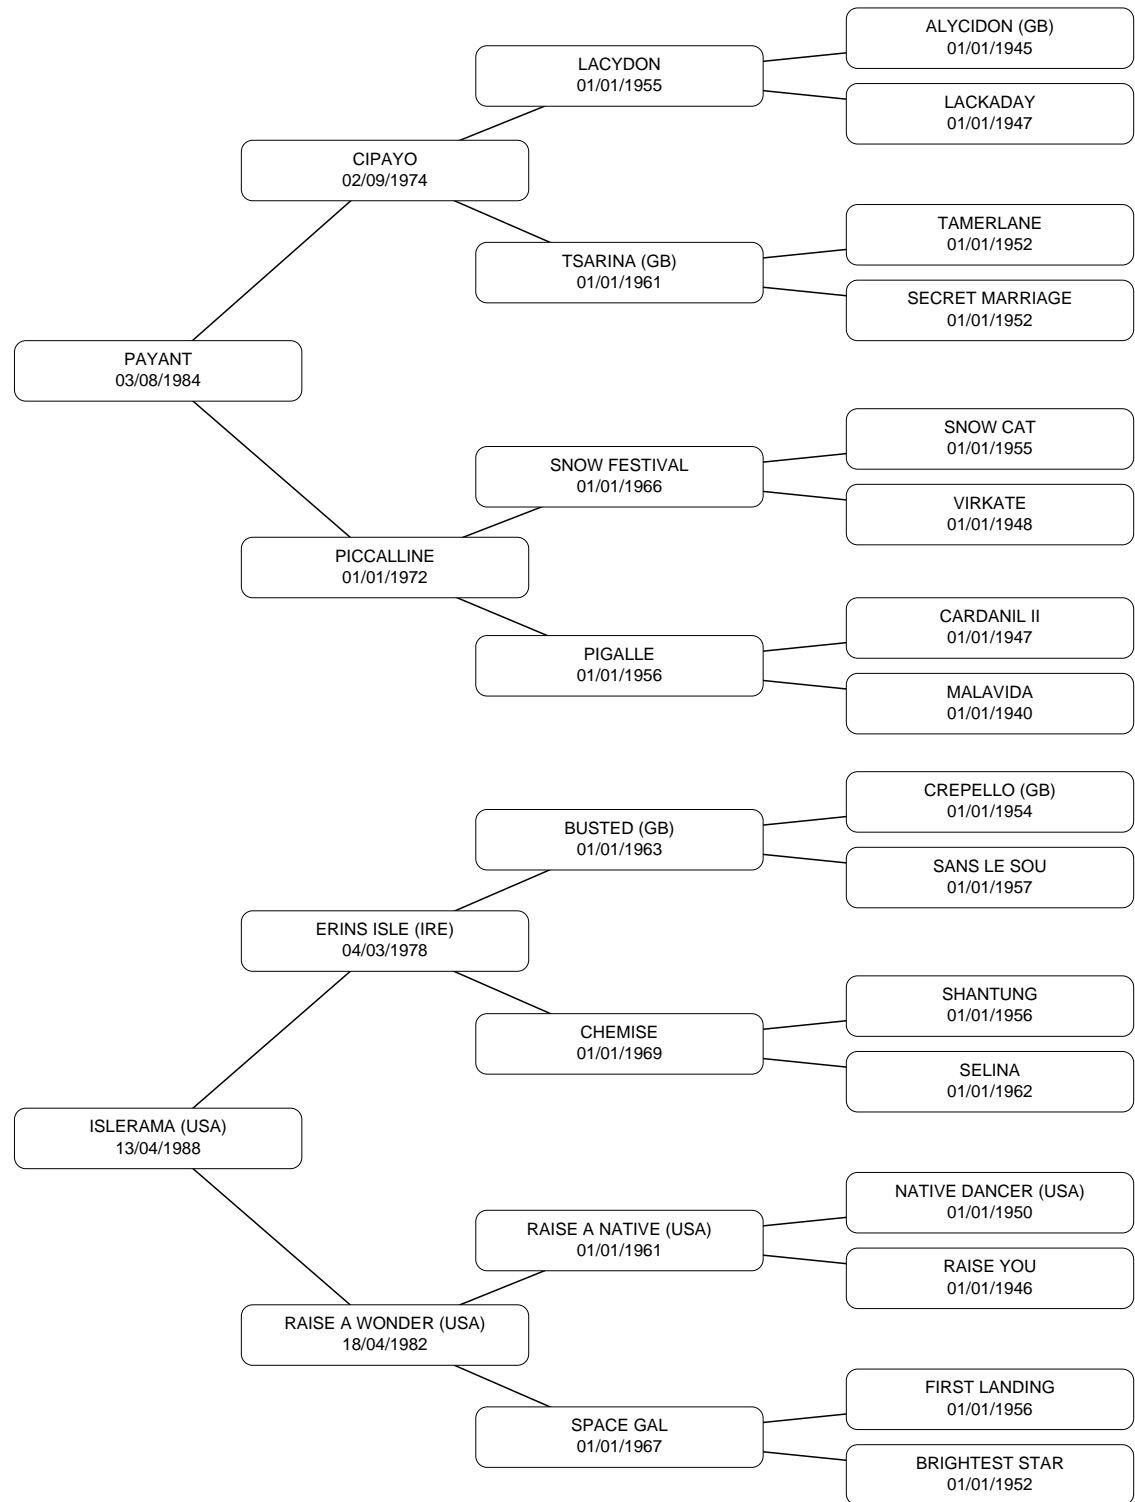 ALYCIDON (GB)
01/01/1945
LACYDON
01/01/1955
LACKADAY
01/01/1947
CIPAYO
02/09/1974
TAMERLANE
01/01/1952
TSARINA (GB)
01/01/1961
SECRET MARRIAGE
01/01/1952
PAYANT
03/08/1984
SNOW CAT
01/01/1955
SNOW FESTIVAL
01/01/1966
VIRKATE
01/01/1948
PICCALLINE
01/01/1972
CARDANIL II
01/01/1947
PIGALLE
01/01/1956
MALAVIDA
01/01/1940
CREPELLO (GB)
01/01/1954
BUSTED (GB)
01/01/1963
SANS LE SOU
01/01/1957
ERINS ISLE (IRE)
04/03/1978
SHANTUNG
01/01/1956
CHEMISE
01/01/1969
SELINA
01/01/1962
ISLERAMA (USA)
13/04/1988
NATIVE DANCER (USA)
01/01/1950
RAISE A NATIVE (USA)
01/01/1961
RAISE YOU
01/01/1946
RAISE A WONDER (USA)
18/04/1982
FIRST LANDING
01/01/1956
SPACE GAL
01/01/1967
BRIGHTEST STAR
01/01/1952